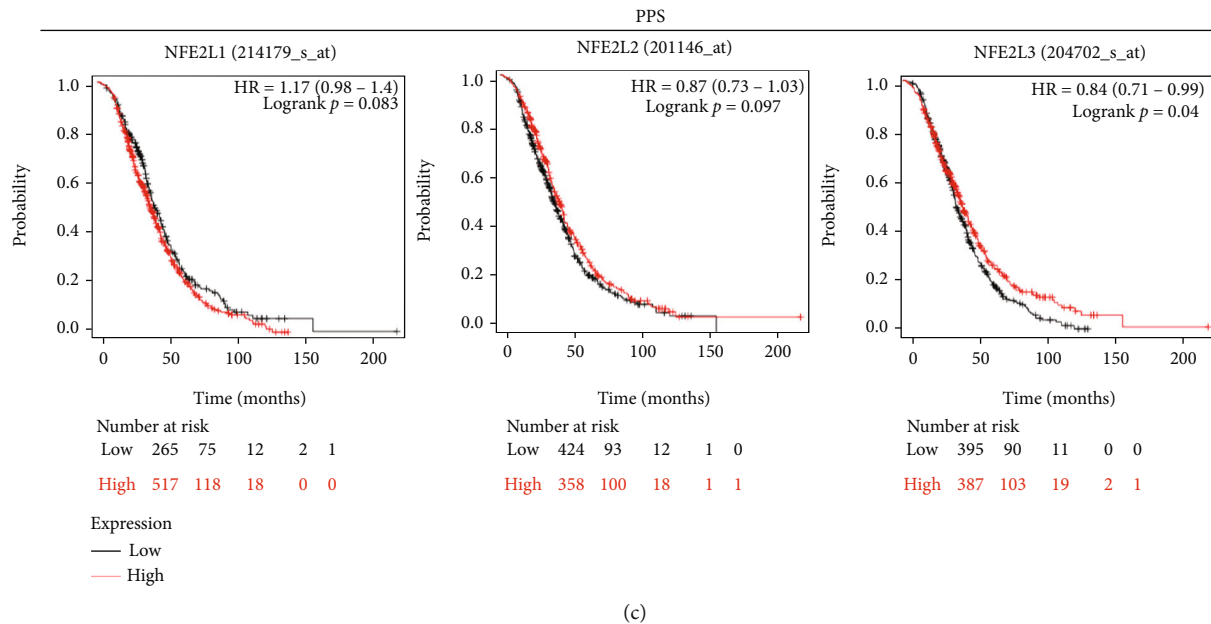 PPS
NFE2L1 (214179_s_at)
HR = 1.17 (0.98 – 1.4)
Logrank p = 0.083
Probability
1.0
0.8
0.6
0.4
0.2
0.0
0 50 100 150 200
Time (months)
Number at risk
Low 265 75 12 2 1
High 517 118 18 0 0
NFE2L2 (201146_at)
HR = 0.87 (0.73 – 1.03)
Logrank p = 0.097
Probability
1.0
0.8
0.6
0.4
0.2
0.0
0 50 100 150 200
Time (months)
Number at risk
Low 424 93 12 1 0
High 358 100 18 1 1
NFE2L3 (204702_s_at)
HR = 0.84 (0.71 – 0.99)
Logrank p = 0.04
Probability
1.0
0.8
0.6
0.4
0.2
0.0
0 50 100 150 200
Time (months)
Number at risk
Low 395 90 11 0 0
High 387 103 19 2 1
Expression
Low
High
(c)